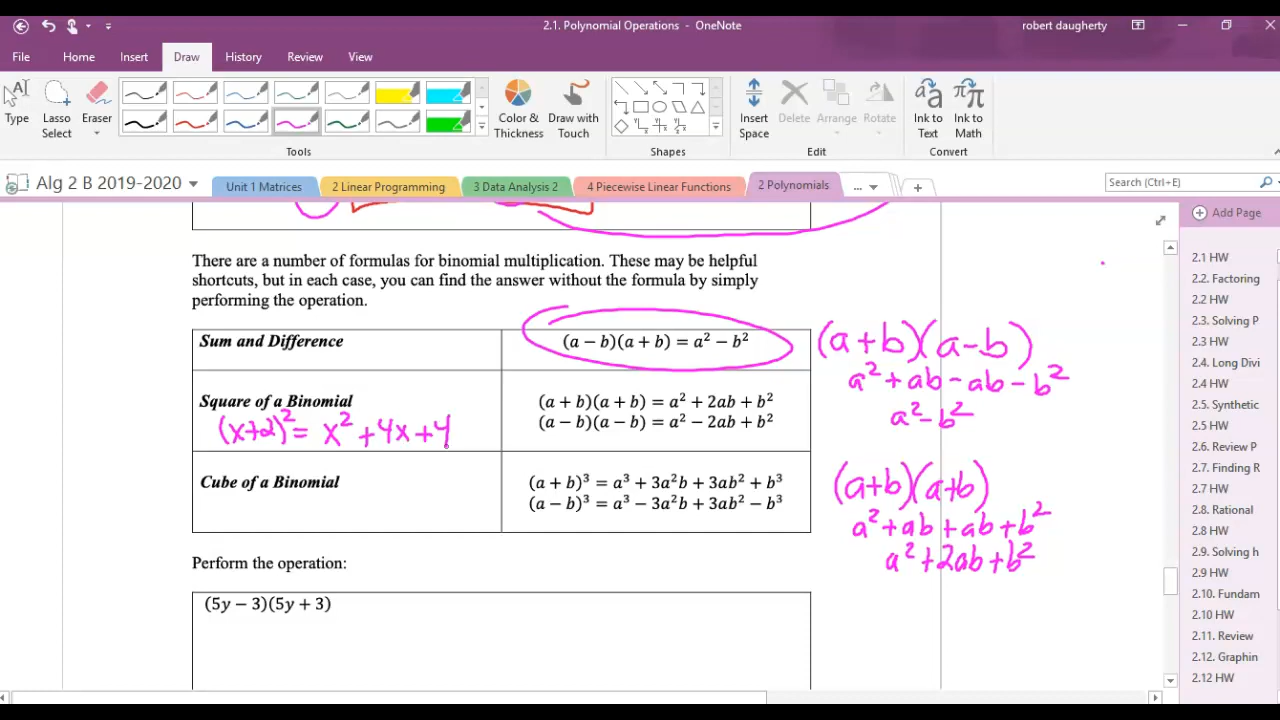 2.1. Polynomial Operations - OneNote
robert daugherty
File Home Insert Draw History Review View
Type
Lasso Select
Eraser
Color & Thickness
Draw with Touch
Insert Space
Delete
Arrange
Rotate
Ink to Text
Ink to Math
Tools
Shapes
Edit
Convert
Alg 2 B 2019-2020
Unit 1 Matrices
2 Linear Programming
3 Data Analysis 2
4 Piecewise Linear Functions
2 Polynomials
...
Search (Ctrl+E)
Add Page
There are a number of formulas for binomial multiplication. These may be helpful
shortcuts, but in each case, you can find the answer without the formula by simply
performing the operation.
Sum and Difference
(a − b)(a + b) = a² − b²
Square of a Binomial
(x+2)² = x² + 4x + 4
(a + b)(a + b) = a² + 2ab + b²
(a − b)(a − b) = a² − 2ab + b²
Cube of a Binomial
(a + b)³ = a³ + 3a²b + 3ab² + b³
(a − b)³ = a³ − 3a²b + 3ab² − b³
(a+b)(a-b)
a² + ab - ab - b²
a² - b²
(a+b)(a+b)
a² + ab + ab + b²
a² + 2ab + b²
Perform the operation:
(5y − 3)(5y + 3)
2.1 HW
2.2. Factoring
2.2 HW
2.3. Solving P
2.3 HW
2.4. Long Divi
2.4 HW
2.5. Synthetic
2.5 HW
2.6. Review P
2.7. Finding R
2.7 HW
2.8. Rational
2.8 HW
2.9. Solving h
2.9 HW
2.10. Fundam
2.10 HW
2.11. Review
2.12. Graphin
2.12 HW